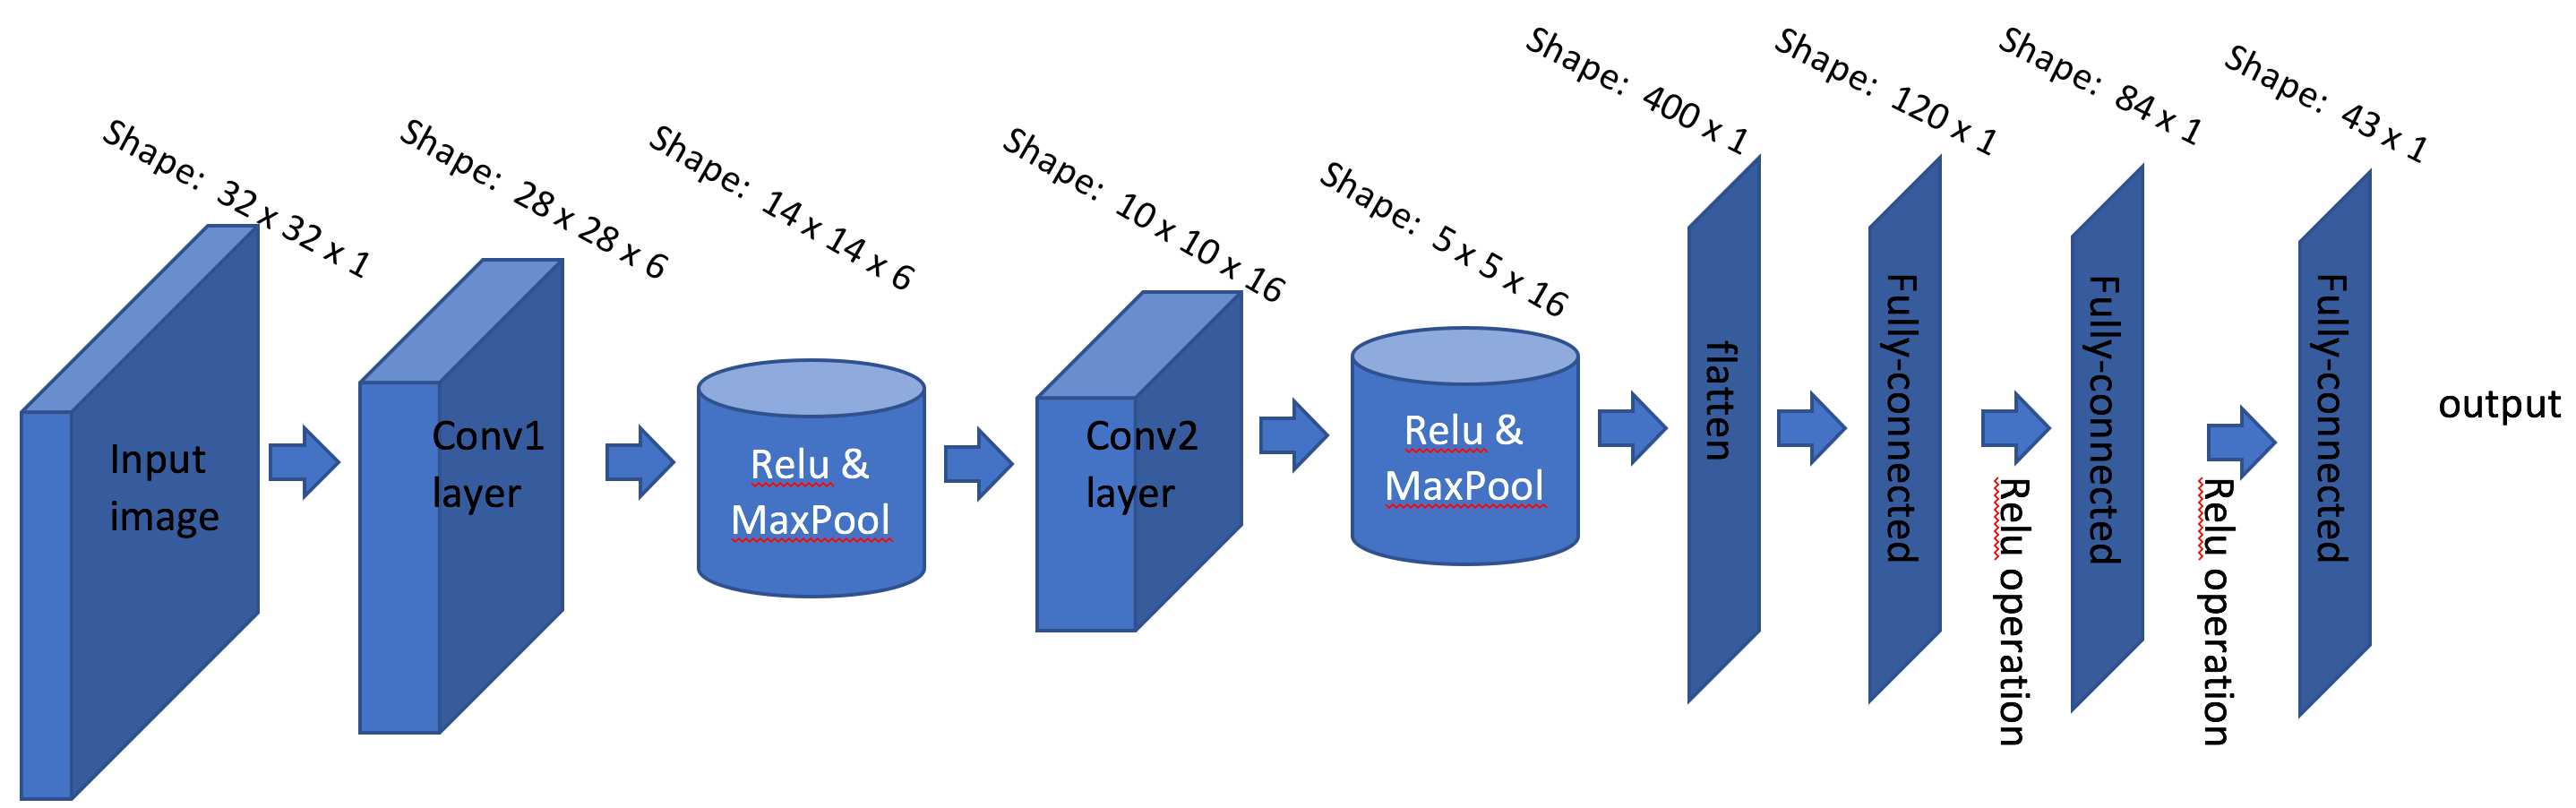 Shape: 32 x 32 x 1
Shape: 28 x 28 x 6
Shape: 14 x 14 x 6
Shape: 10 x 10 x 16
Shape: 5 x 5 x 16
Shape: 400 x 1
Shape: 120 x 1
Shape: 84 x 1
Shape: 43 x 1
Input
image
Conv1
layer
Relu &
MaxPool
Conv2
layer
Relu &
MaxPool
flatten
Fully-connected
Relu operation
Fully-connected
Relu operation
Fully-connected
output